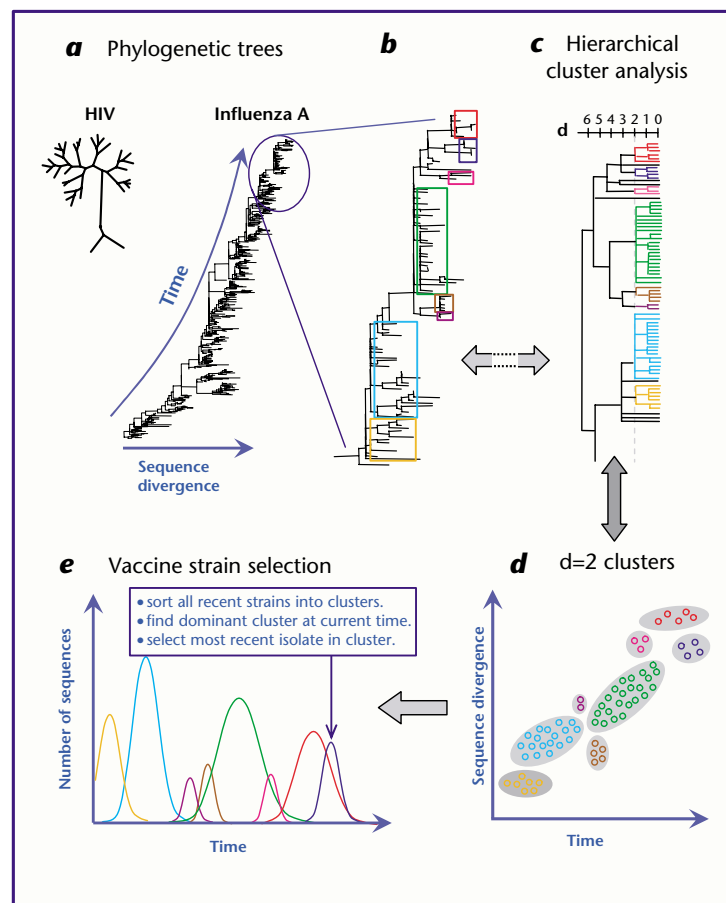 a Phylogenetic trees
b
c Hierarchical
cluster analysis
HIV
Influenza A
d 6 5 4 3 2 1 0
Time
Sequence
divergence
e Vaccine strain selection
• sort all recent strains into clusters.
• find dominant cluster at current time.
• select most recent isolate in cluster.
Number of sequences
Time
d d=2 clusters
Sequence divergence
Time